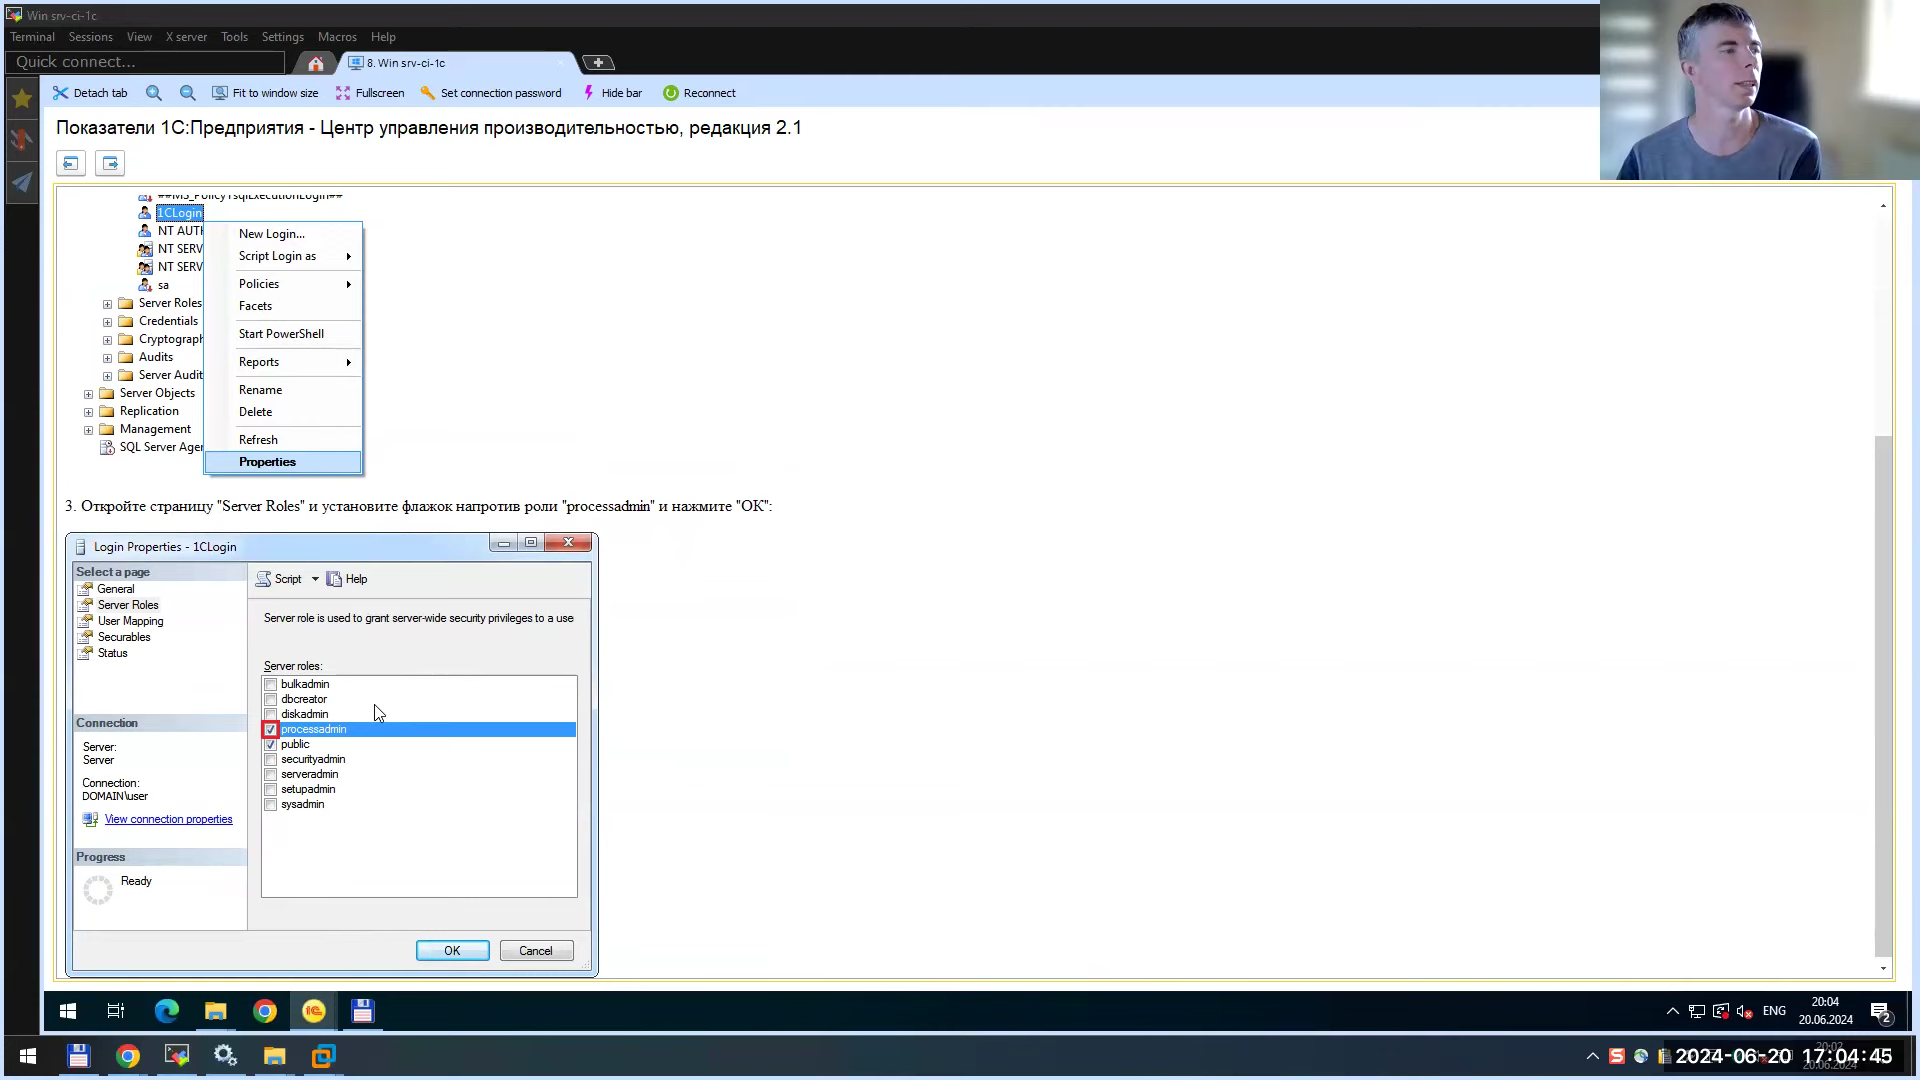 Win srv-ci-1c
Terminal Sessions View X server Tools Settings Macros Help
Quick connect...
8. Win srv-ci-1c
Detach tab Fit to window size Fullscreen Set connection password Hide bar Reconnect
Показатели 1С:Предприятия - Центр управления производительностью, редакция 2.1
##MS_PolicyTsqlExecutionLogin##
1CLogin
NT AUTH
NT SERV
NT SERV
sa
Server Roles
Credentials
Cryptograph
Audits
Server Audit
Server Objects
Replication
Management
SQL Server Agen
New Login...
Script Login as
Policies
Facets
Start PowerShell
Reports
Rename
Delete
Refresh
Properties
3. Откройте страницу "Server Roles" и установите флажок напротив роли "processadmin" и нажмите "ОК":
Login Properties - 1CLogin
Select a page
General
Server Roles
User Mapping
Securables
Status
Connection
Server:
Server
Connection:
DOMAIN\user
View connection properties
Progress
Ready
Script Help
Server role is used to grant server-wide security privileges to a use
Server roles:
bulkadmin
dbcreator
diskadmin
processadmin
public
securityadmin
serveradmin
setupadmin
sysadmin
OK Cancel
ENG
20:04
20.06.2024
2
2024-06-20 17:04:45